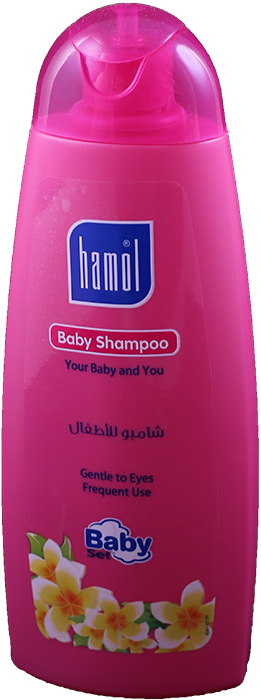 hamol®
Baby Shampoo
Your Baby and You
شامبو للأطفال
Gentle to Eyes
Frequent Use
Baby
Set